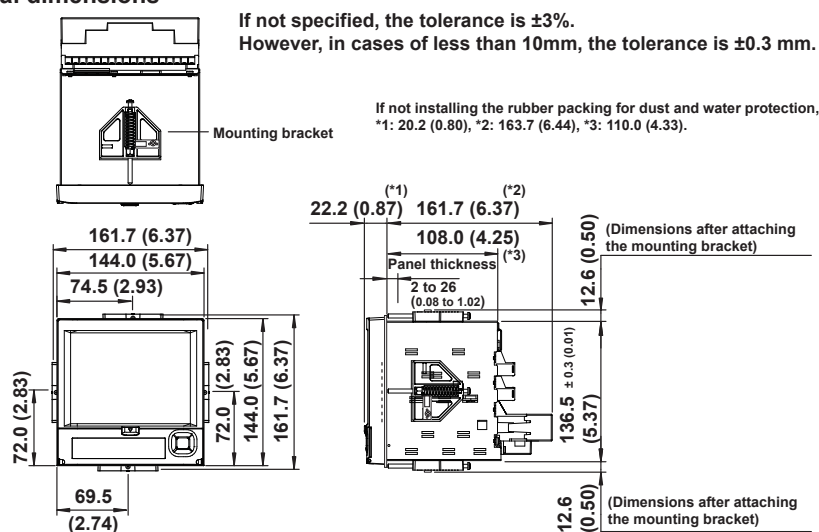 al dimensions
If not specified, the tolerance is ±3%.
However, in cases of less than 10mm, the tolerance is ±0.3 mm.
If not installing the rubber packing for dust and water protection,
*1: 20.2 (0.80), *2: 163.7 (6.44), *3: 110.0 (4.33).
Mounting bracket
161.7 (6.37)
144.0 (5.67)
74.5 (2.93)
72.0 (2.83)
72.0 (2.83)
144.0 (5.67)
161.7 (6.37)
69.5
(2.74)
(*1)
(*2)
22.2 (0.87)
161.7 (6.37)
108.0 (4.25)
(*3)
Panel thickness
2 to 26
(0.08 to 1.02)
12.6 (0.50)
(Dimensions after attaching
the mounting bracket)
136.5 ± 0.3 (0.01)
(5.37)
12.6
(0.50)
(Dimensions after attaching
the mounting bracket)